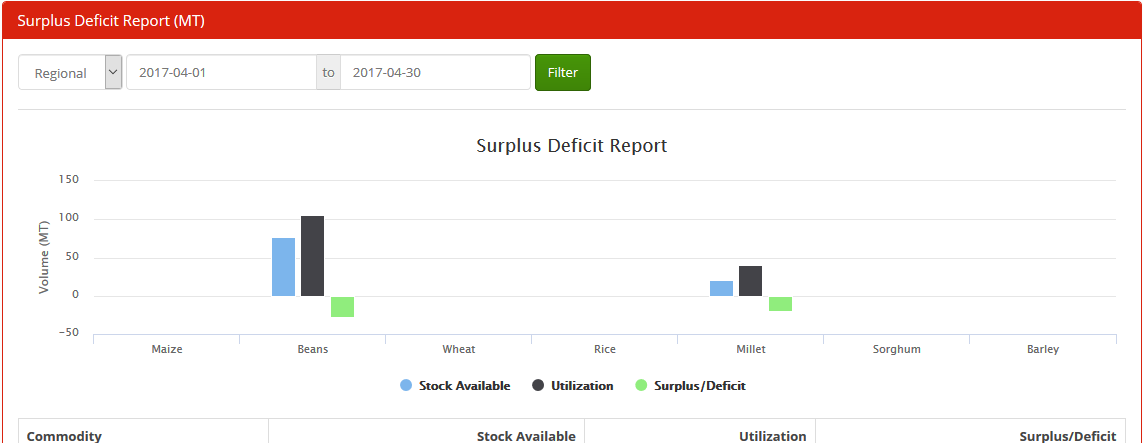 Surplus Deficit Report (MT)
Regional 2017-04-01 to 2017-04-30 Filter
Surplus Deficit Report
Volume (MT)
150
100
50
0
−50
Maize Beans Wheat Rice Millet Sorghum Barley
Stock Available Utilization Surplus/Deficit
Commodity Stock Available Utilization Surplus/Deficit